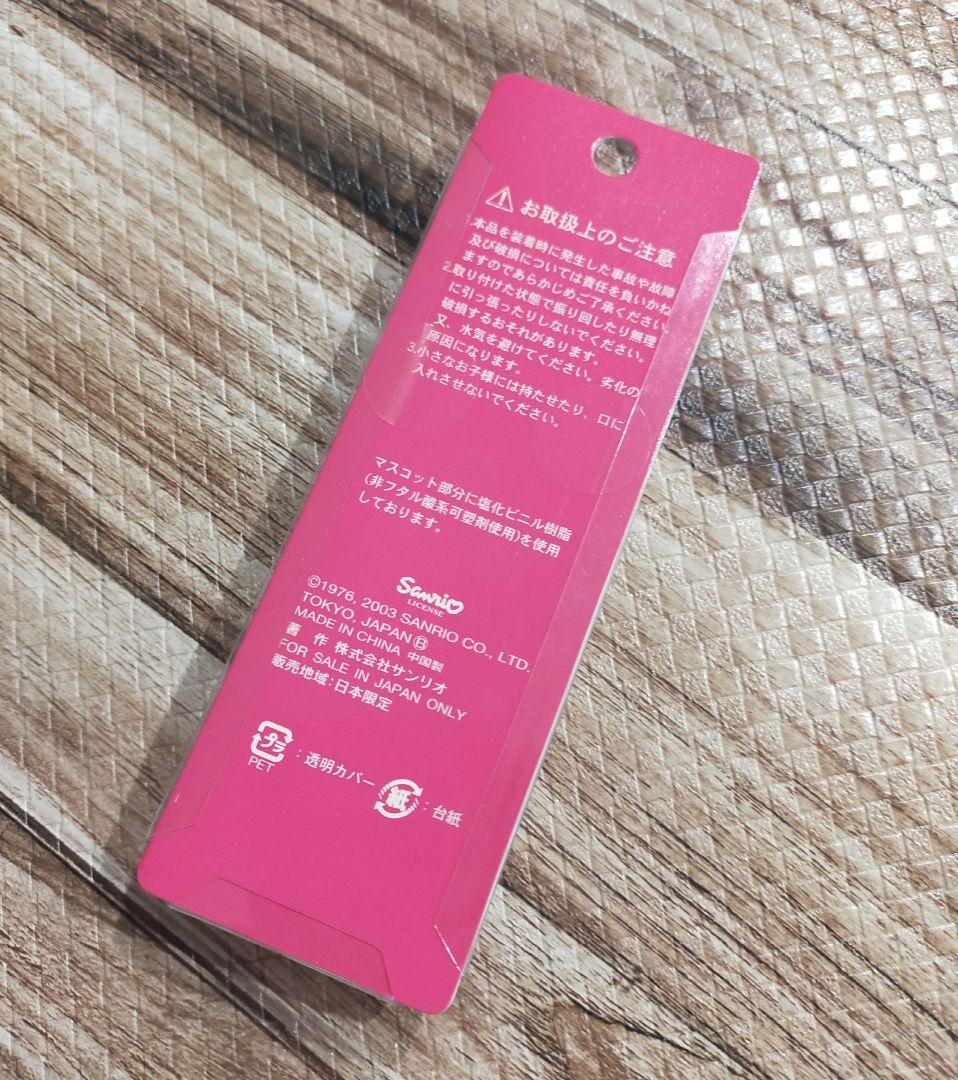 お取扱上のご注意
本品を装着時に発生した事故や故障
及び破損については責任を負いかね
ますのであらかじめご了承ください。
2.取り付けた状態で振り回したり無理
に引っ張ったりしないでください。
破損するおそれがあります。
又、水気を避けてください。劣化の
原因になります。
3.小さなお子様には持たせたり、口に
入れさせないでください。
マスコット部分に塩化ビニル樹脂
(非フタル酸系可塑剤使用)を使用
しております。
Sanrio
LICENSE
©1976, 2003 SANRIO CO., LTD.
TOKYO, JAPAN Ⓑ
MADE IN CHINA 中国製
著 作 株式会社サンリオ
FOR SALE IN JAPAN ONLY
販売地域:日本限定
プラ : 透明カバー 紙 : 台紙
PET